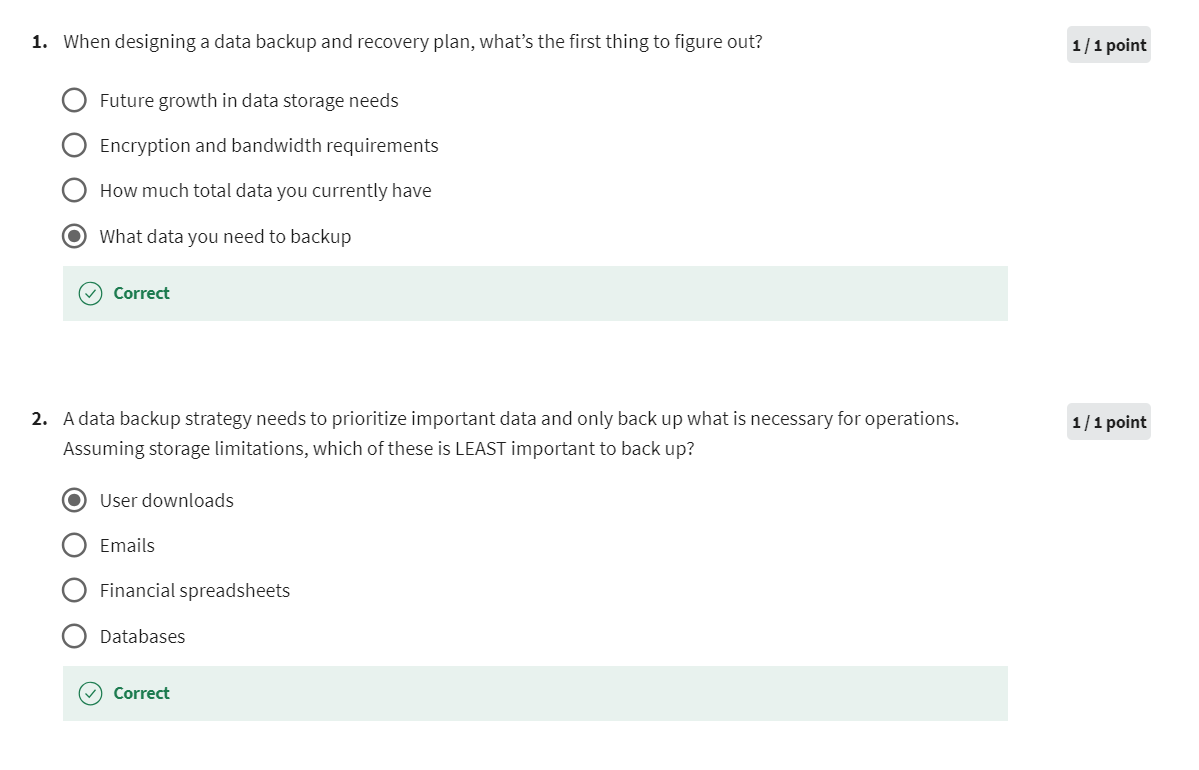 1. When designing a data backup and recovery plan, what’s the first thing to figure out?
1 / 1 point
Future growth in data storage needs
Encryption and bandwidth requirements
How much total data you currently have
What data you need to backup
Correct
2. A data backup strategy needs to prioritize important data and only back up what is necessary for operations.
Assuming storage limitations, which of these is LEAST important to back up?
1 / 1 point
User downloads
Emails
Financial spreadsheets
Databases
Correct